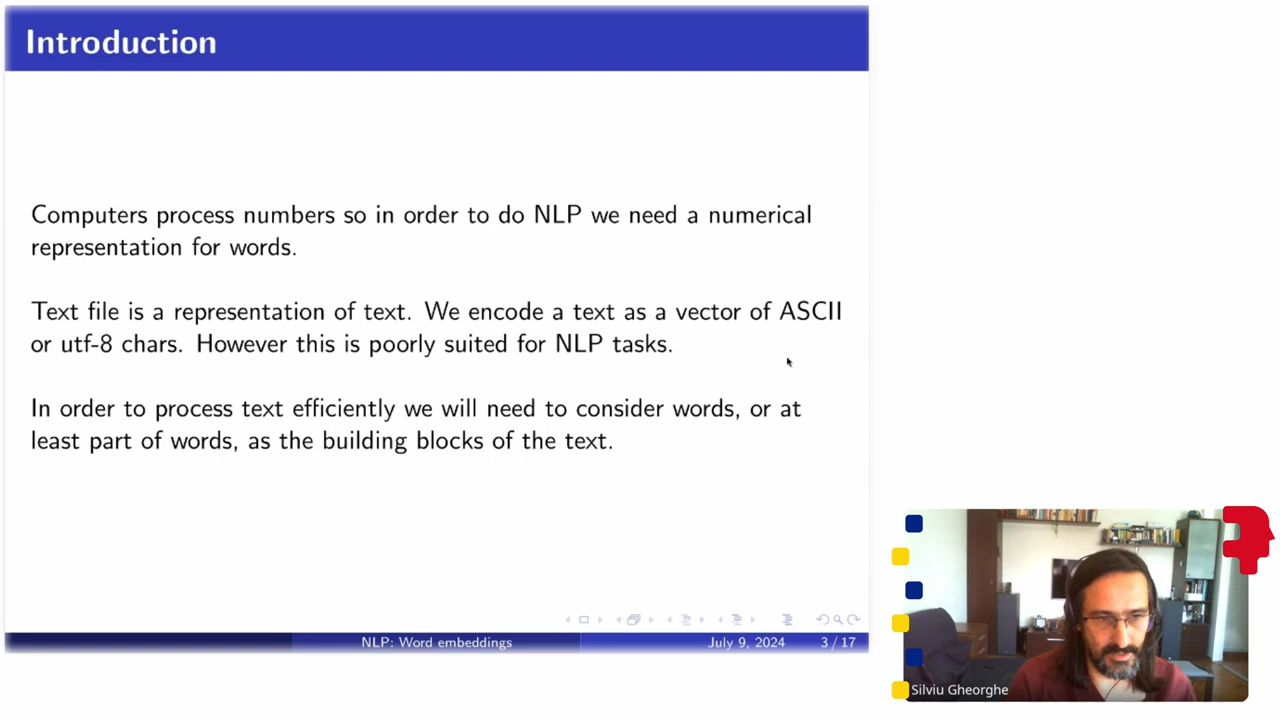 Introduction
Computers process numbers so in order to do NLP we need a numerical
representation for words.
Text file is a representation of text. We encode a text as a vector of ASCII
or utf-8 chars. However this is poorly suited for NLP tasks.
In order to process text efficiently we will need to consider words, or at
least part of words, as the building blocks of the text.
NLP: Word embeddings
July 9, 2024
3 / 17
Silviu Gheorghe